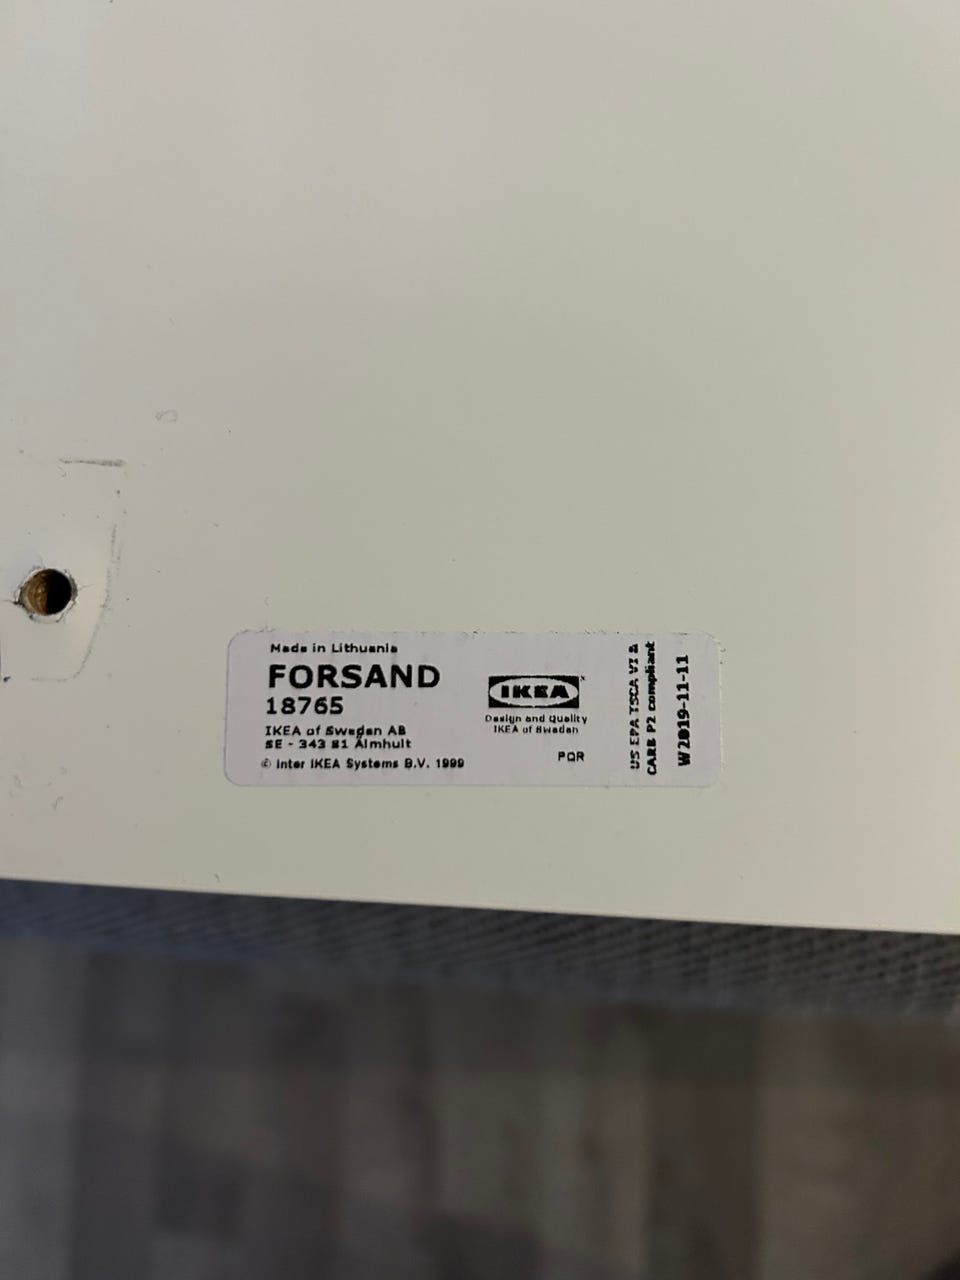 Made in Lithuania
FORSAND
18765
IKEA of Sweden AB
SE - 343 81 Älmhult
© Inter IKEA Systems B.V. 1999
IKEA
Design and Quality
IKEA of Sweden
PQR
US EPA TSCA VI &
CARB P2 compliant
W2019-11-11